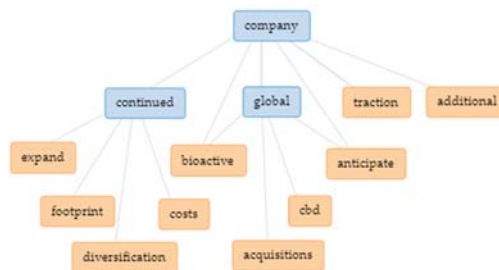 company
continued
global
traction
additional
expand
bioactive
anticipate
footprint
costs
cbd
diversification
acquisitions